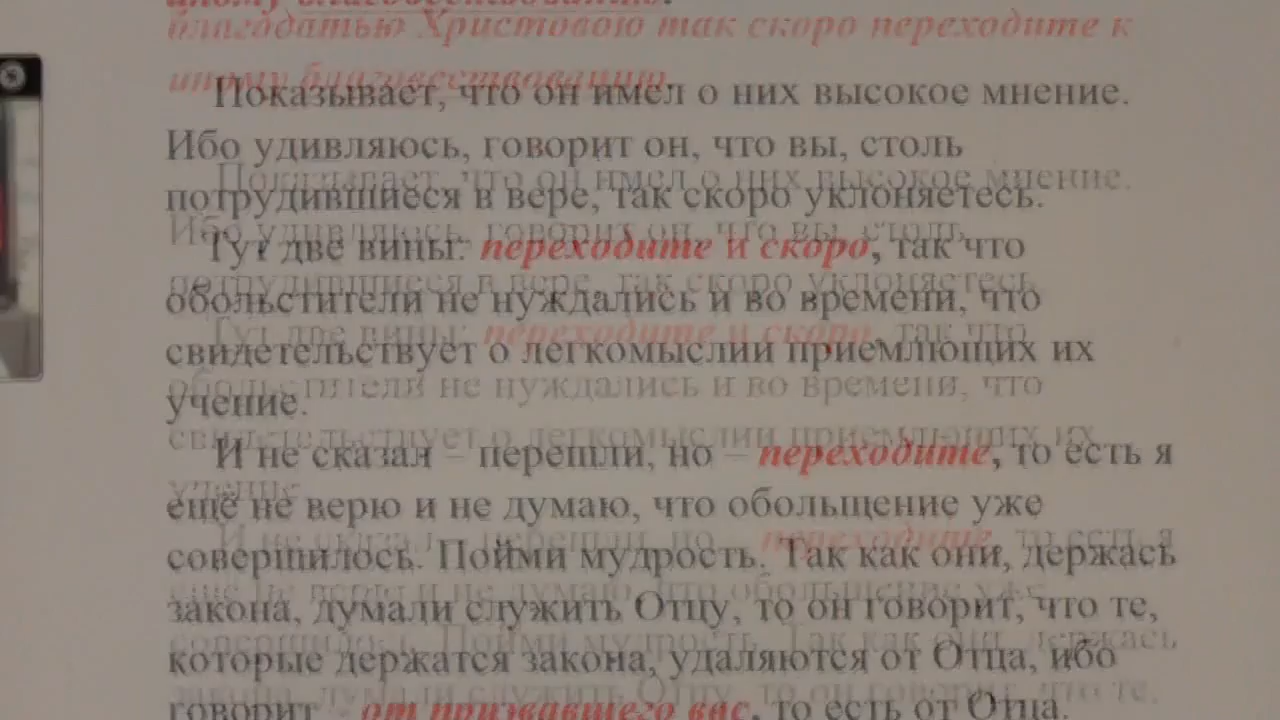 иному благовествованию.
благодатью Христовою так скоро переходите к
иному благовествованию.
Показывает, что он имел о них высокое мнение.
Ибо удивляюсь, говорит он, что вы, столь
потрудившиеся в вере, так скоро уклоняетесь.
Тут две вины: переходите и скоро, так что
обольстители не нуждались и во времени, что
свидетельствует о легкомыслии приемлющих их
учение.
И не сказал – перешли, но – переходите, то есть я
ещё не верю и не думаю, что обольщение уже
совершилось. Пойми мудрость. Так как они, держась
закона, думали служить Отцу, то он говорит, что те,
которые держатся закона, удаляются от Отца, ибо
говорит от призвавшего вас, то есть от Отца.